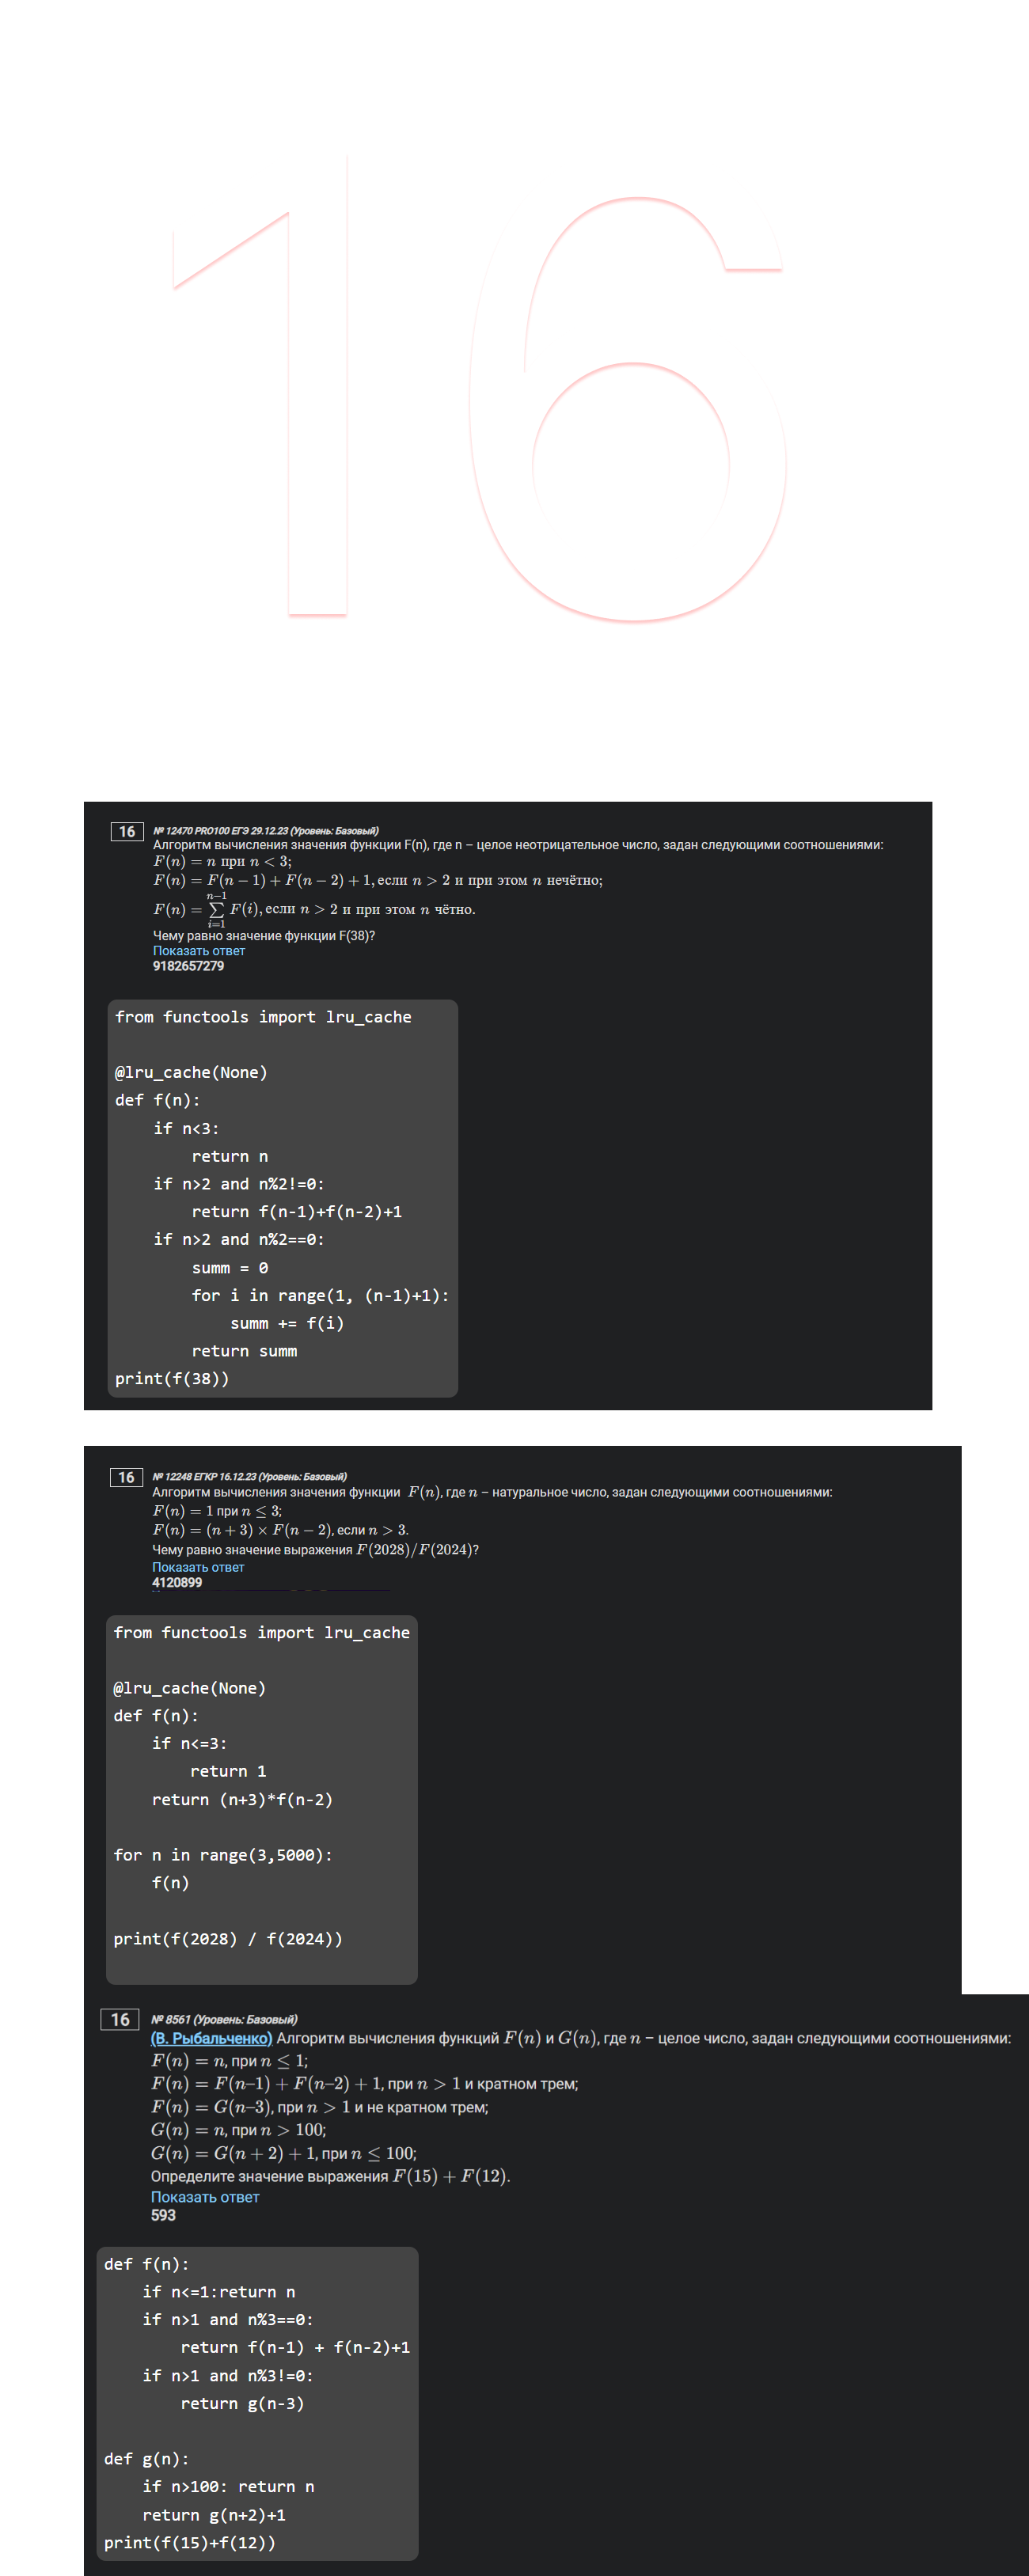 16
16
№ 12470 PRO100 ЕГЭ 29.12.23 (Уровень: Базовый)
Алгоритм вычисления значения функции F(n), где n – целое неотрицательное число, задан следующими соотношениями:
F(n) = n при n < 3;
F(n) = F(n − 1) + F(n − 2) + 1, если n > 2 и при этом n нечётно;
n−1
F(n) = ∑ F(i), если n > 2 и при этом n чётно.
i=1
Чему равно значение функции F(38)?
Показать ответ
9182657279
from functools import lru_cache
@lru_cache(None)
def f(n):
    if n<3:
        return n
    if n>2 and n%2!=0:
        return f(n-1)+f(n-2)+1
    if n>2 and n%2==0:
        summ = 0
        for i in range(1, (n-1)+1):
            summ += f(i)
        return summ
print(f(38))
16
№ 12248 ЕГКР 16.12.23 (Уровень: Базовый)
Алгоритм вычисления значения функции F(n), где n – натуральное число, задан следующими соотношениями:
F(n) = 1 при n ≤ 3;
F(n) = (n + 3) × F(n − 2), если n > 3.
Чему равно значение выражения F(2028)/F(2024)?
Показать ответ
4120899
from functools import lru_cache
@lru_cache(None)
def f(n):
    if n<=3:
        return 1
    return (n+3)*f(n-2)
for n in range(3,5000):
    f(n)
print(f(2028) / f(2024))
16
№ 8561 (Уровень: Базовый)
(В. Рыбальченко) Алгоритм вычисления функций F(n) и G(n), где n – целое число, задан следующими соотношениями:
F(n) = n, при n ≤ 1;
F(n) = F(n–1) + F(n–2) + 1, при n > 1 и кратном трем;
F(n) = G(n–3), при n > 1 и не кратном трем;
G(n) = n, при n > 100;
G(n) = G(n + 2) + 1, при n ≤ 100;
Определите значение выражения F(15) + F(12).
Показать ответ
593
def f(n):
    if n<=1:return n
    if n>1 and n%3==0:
        return f(n-1) + f(n-2)+1
    if n>1 and n%3!=0:
        return g(n-3)
def g(n):
    if n>100: return n
    return g(n+2)+1
print(f(15)+f(12))